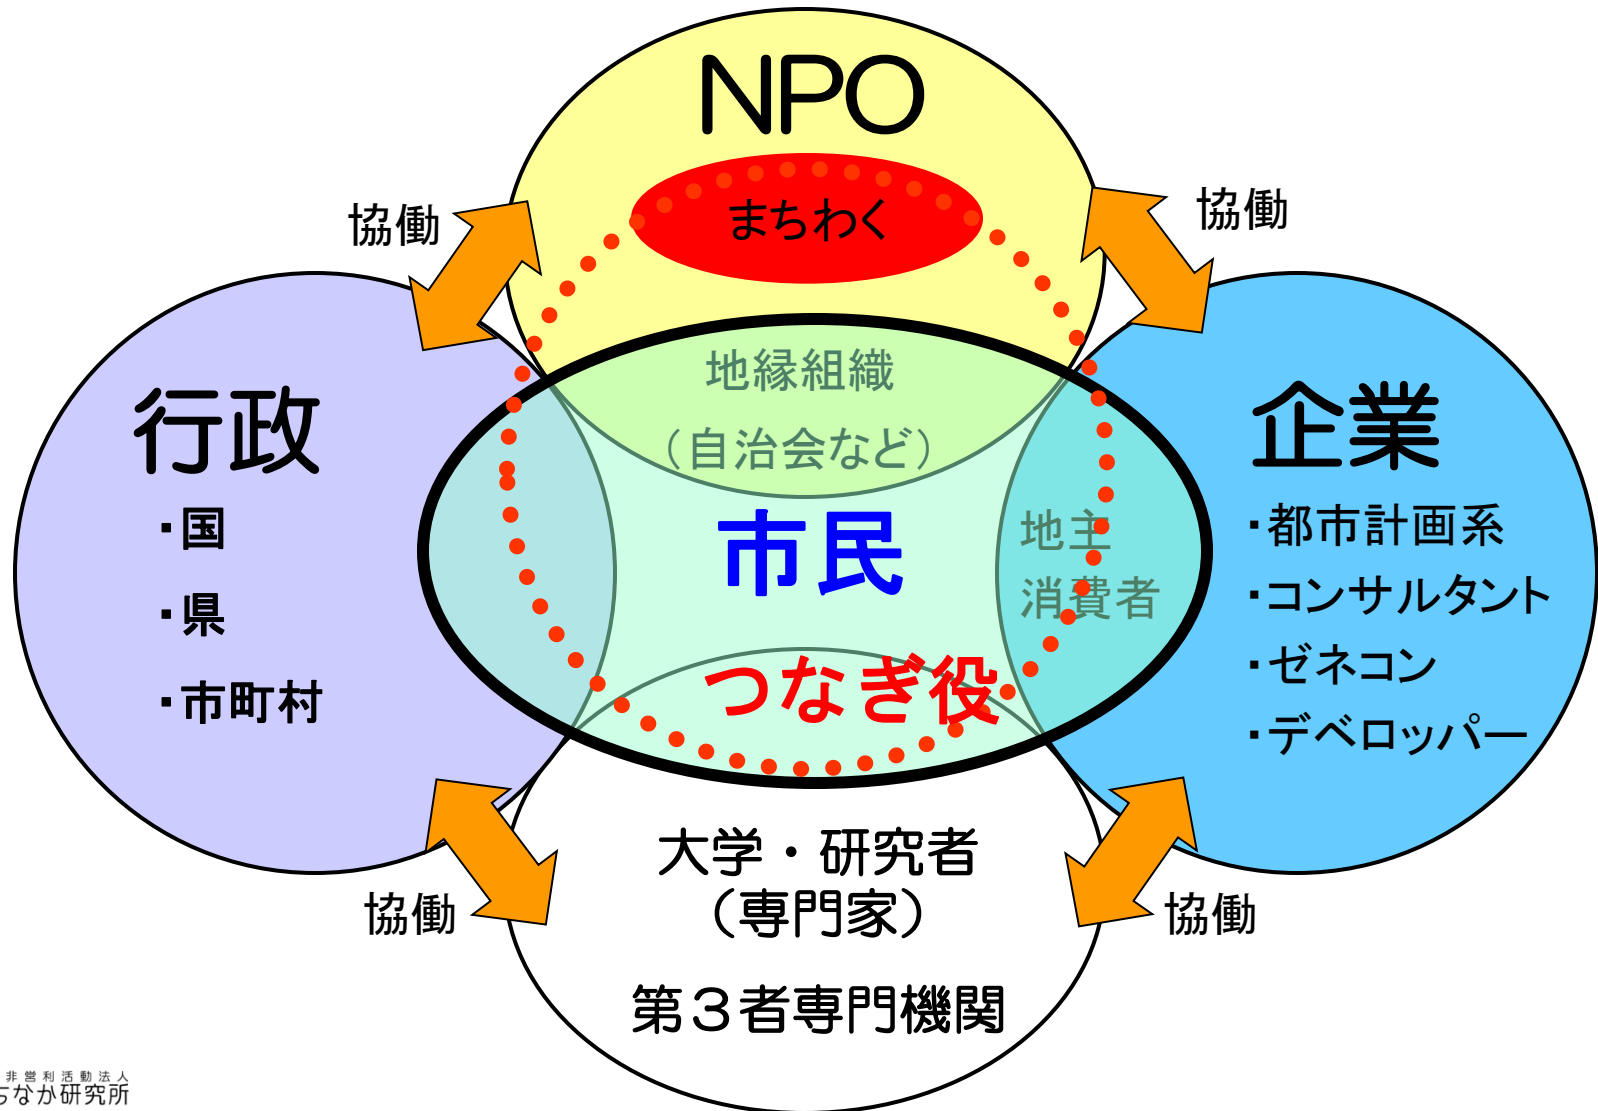 NPO
まちわく
協働
協働
地縁組織
（自治会など）
行政
・国
・県
・市町村
市民
つなぎ役
地主
消費者
企業
・都市計画系
・コンサルタント
・ゼネコン
・デベロッパー
大学・研究者
（専門家）
第３者専門機関
協働
協働
非営利活動法人
ちなか研究所